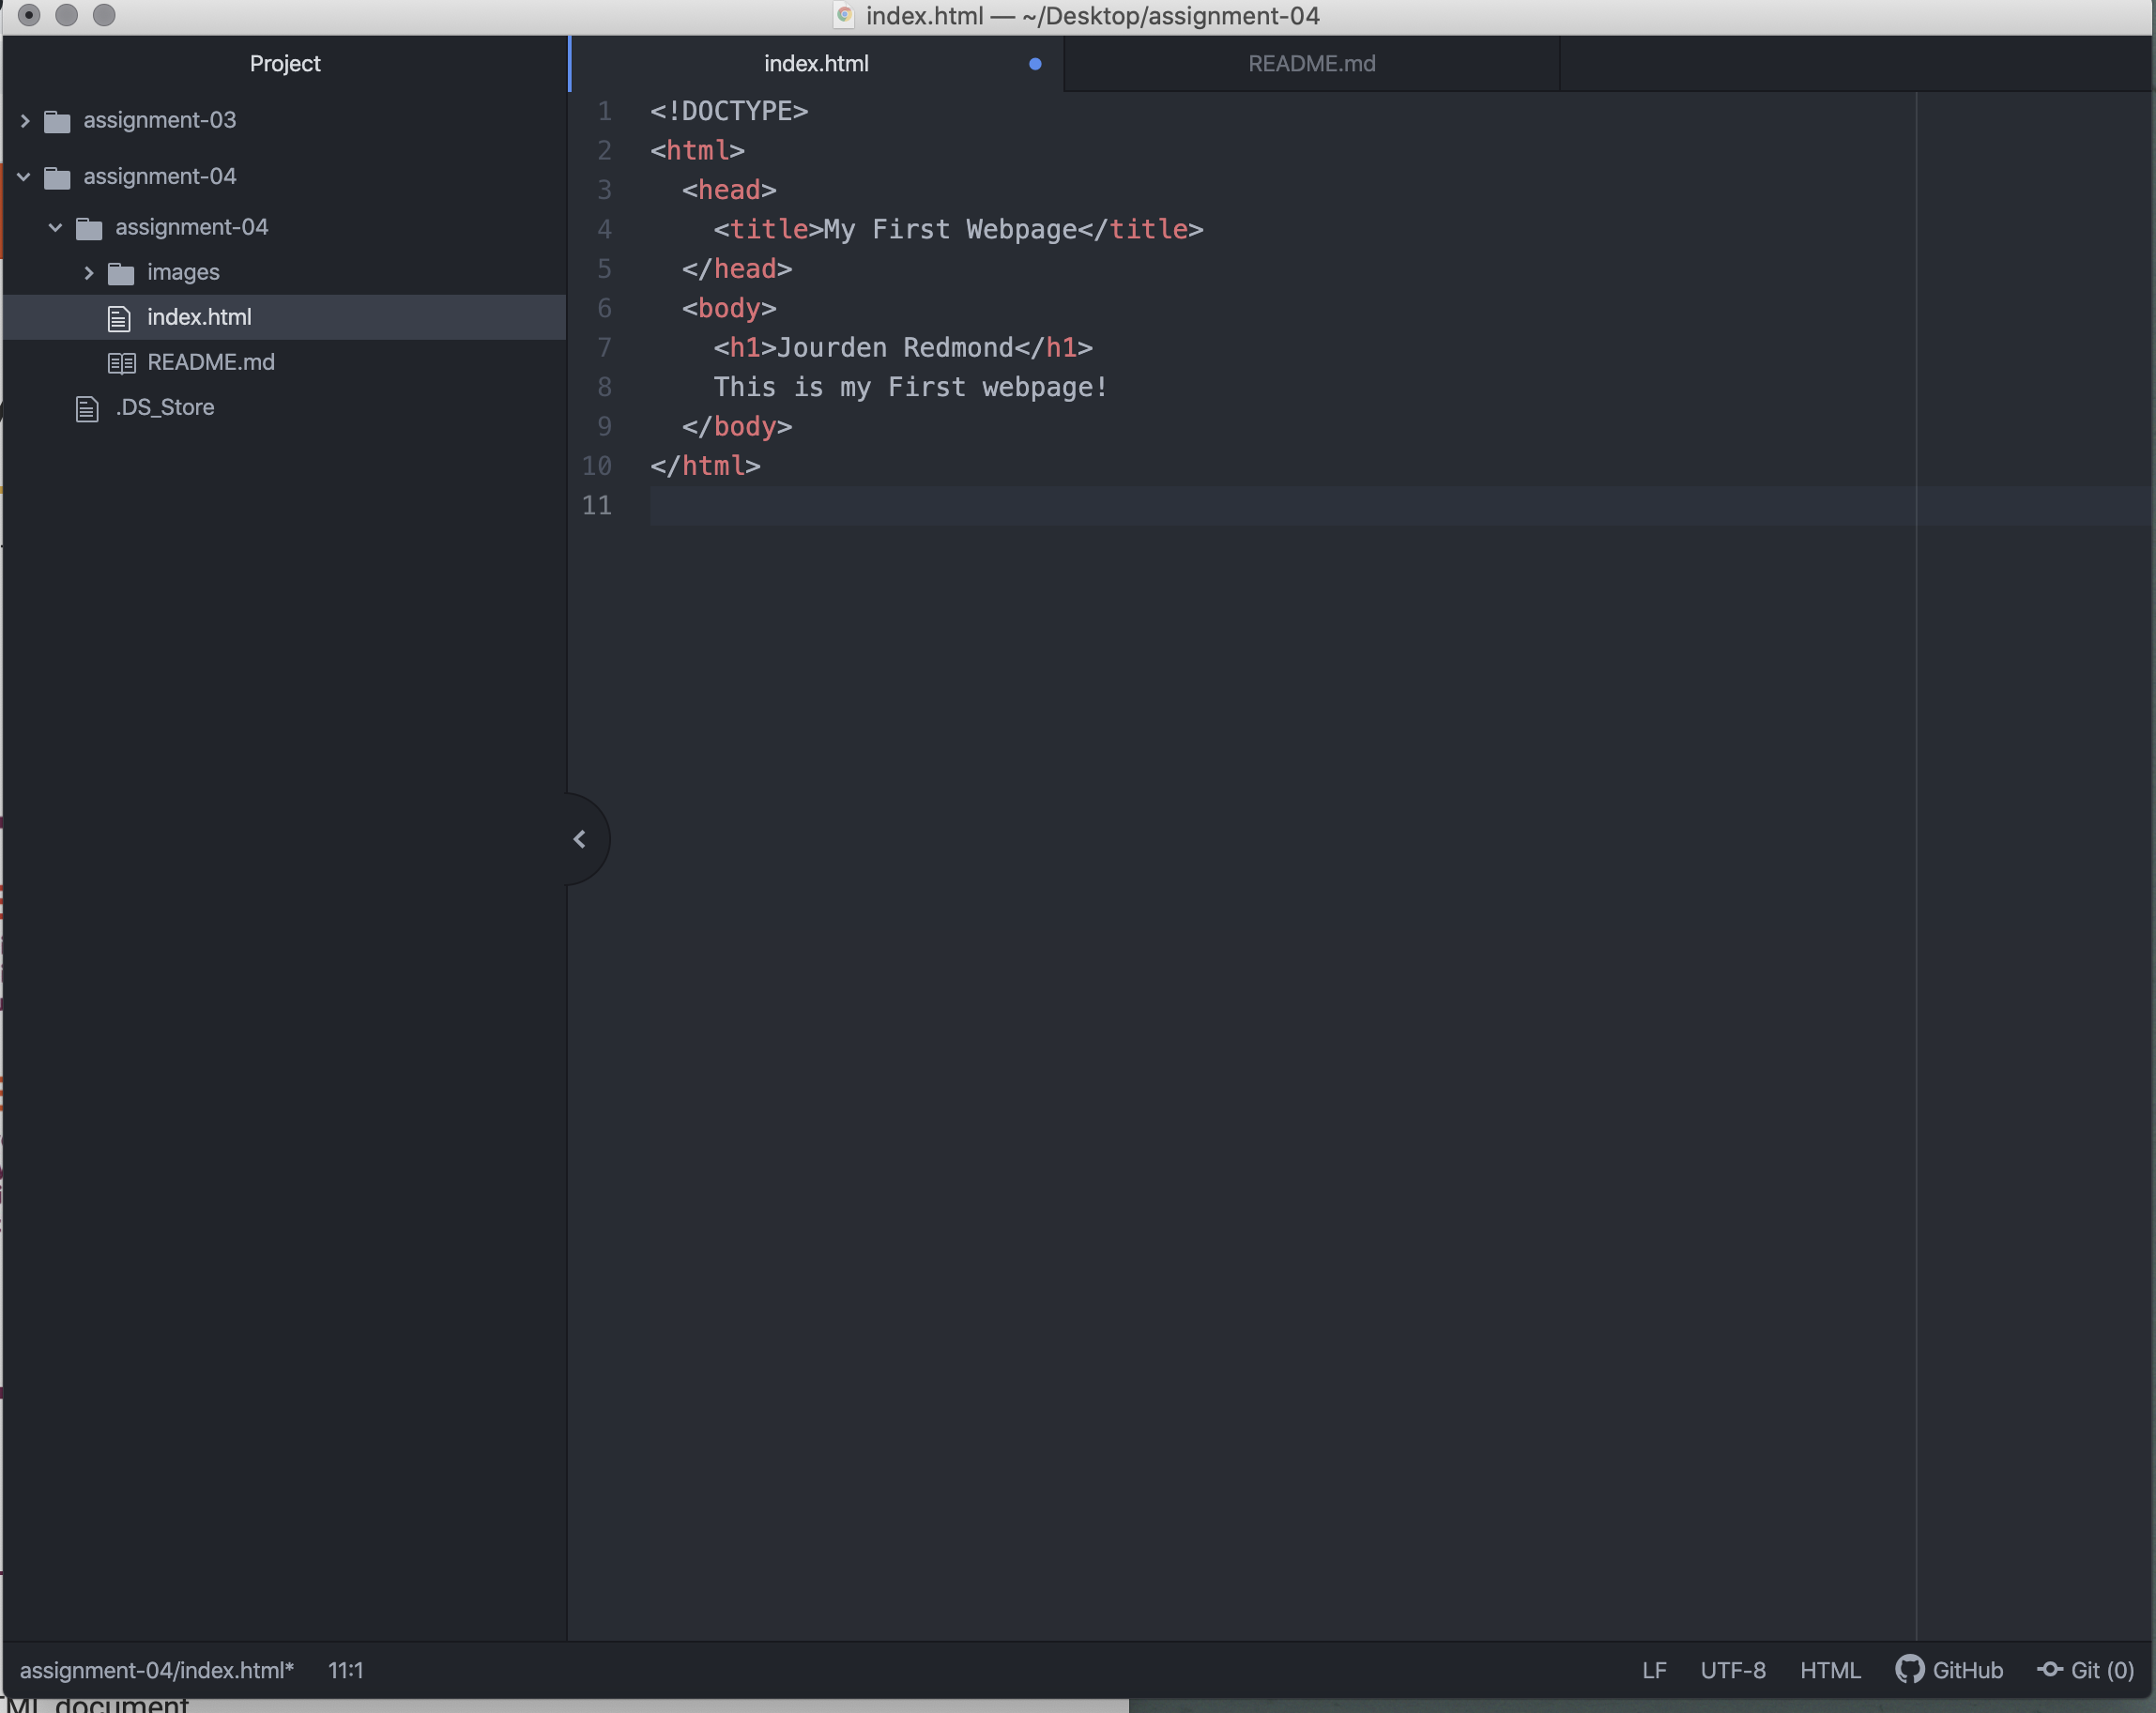 index.html — ~/Desktop/assignment-04
Project
index.html
README.md
assignment-03
assignment-04
assignment-04
images
index.html
README.md
.DS_Store
1 <!DOCTYPE>
2 <html>
3 <head>
4 <title>My First Webpage</title>
5 </head>
6 <body>
7 <h1>Jourden Redmond</h1>
8 This is my First webpage!
9 </body>
10 </html>
11
assignment-04/index.html* 11:1
LF UTF-8 HTML GitHub Git (0)
document